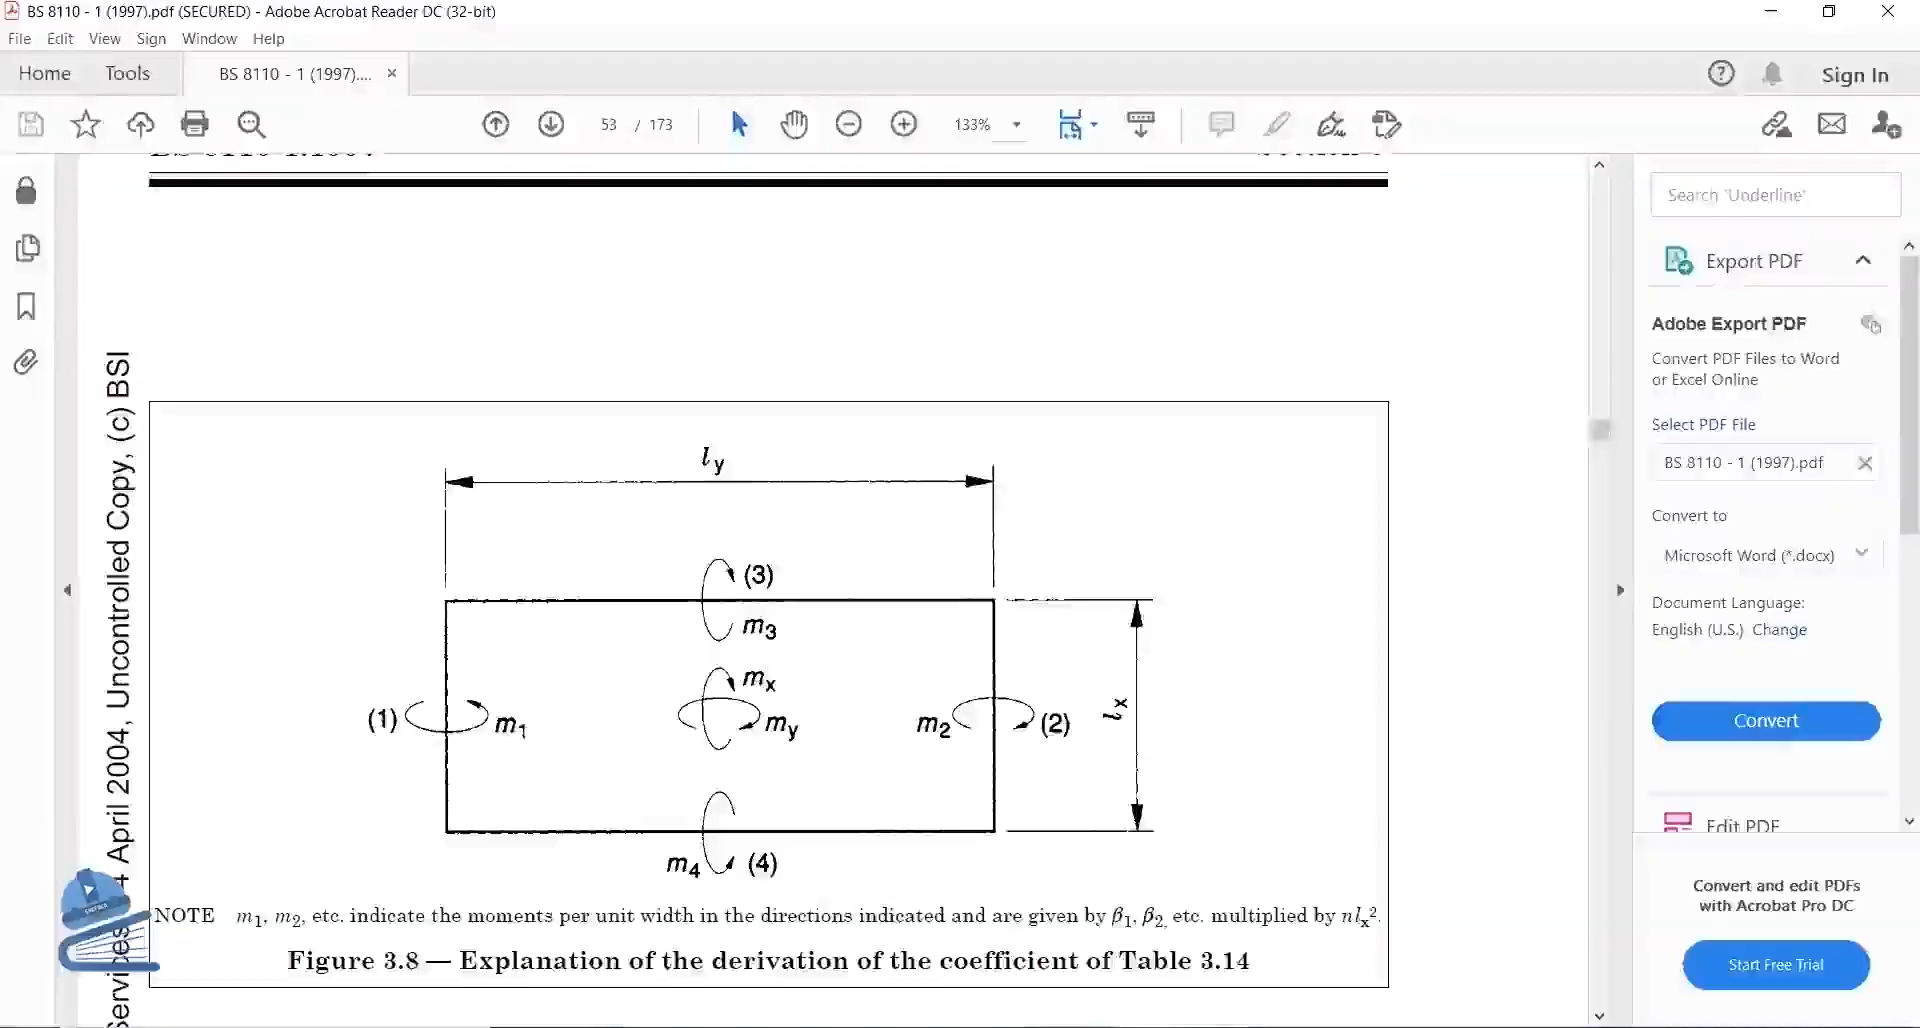 BS 8110 - 1 (1997).pdf (SECURED) - Adobe Acrobat Reader DC (32-bit)
File Edit View Sign Window Help
Home Tools BS 8110 - 1 (1997).... × Sign In
53 / 173 133%
Search 'Underline'
Export PDF
Adobe Export PDF
Convert PDF Files to Word
or Excel Online
Select PDF File
BS 8110 - 1 (1997).pdf
Convert to
Microsoft Word (*.docx)
Document Language:
English (U.S.) Change
Convert
Edit PDF
Convert and edit PDFs
with Acrobat Pro DC
Start Free Trial
April 2004, Uncontrolled Copy, (c) BSI
l_y
(3)
m_3
m_x
(1) m_1 m_y m_2 (2) l_x
m_4 (4)
NOTE m_1, m_2, etc. indicate the moments per unit width in the directions indicated and are given by β_1, β_2, etc. multiplied by nl_x^2.
Figure 3.8 — Explanation of the derivation of the coefficient of Table 3.14